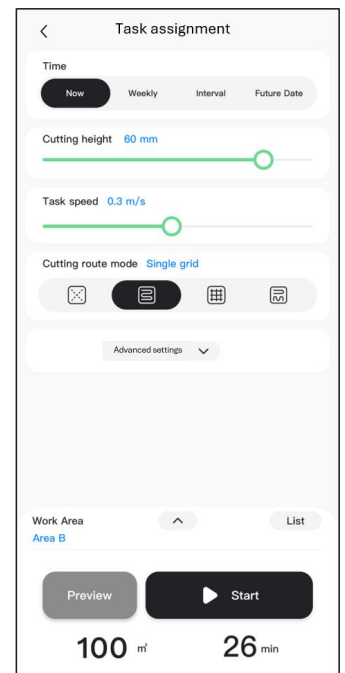 Task assignment
Time
Now Weekly Interval Future Date
Cutting height 60 mm
Task speed 0.3 m/s
Cutting route mode Single grid
Advanced settings
Work Area List
Area B
Preview Start
100 ㎡ 26 min